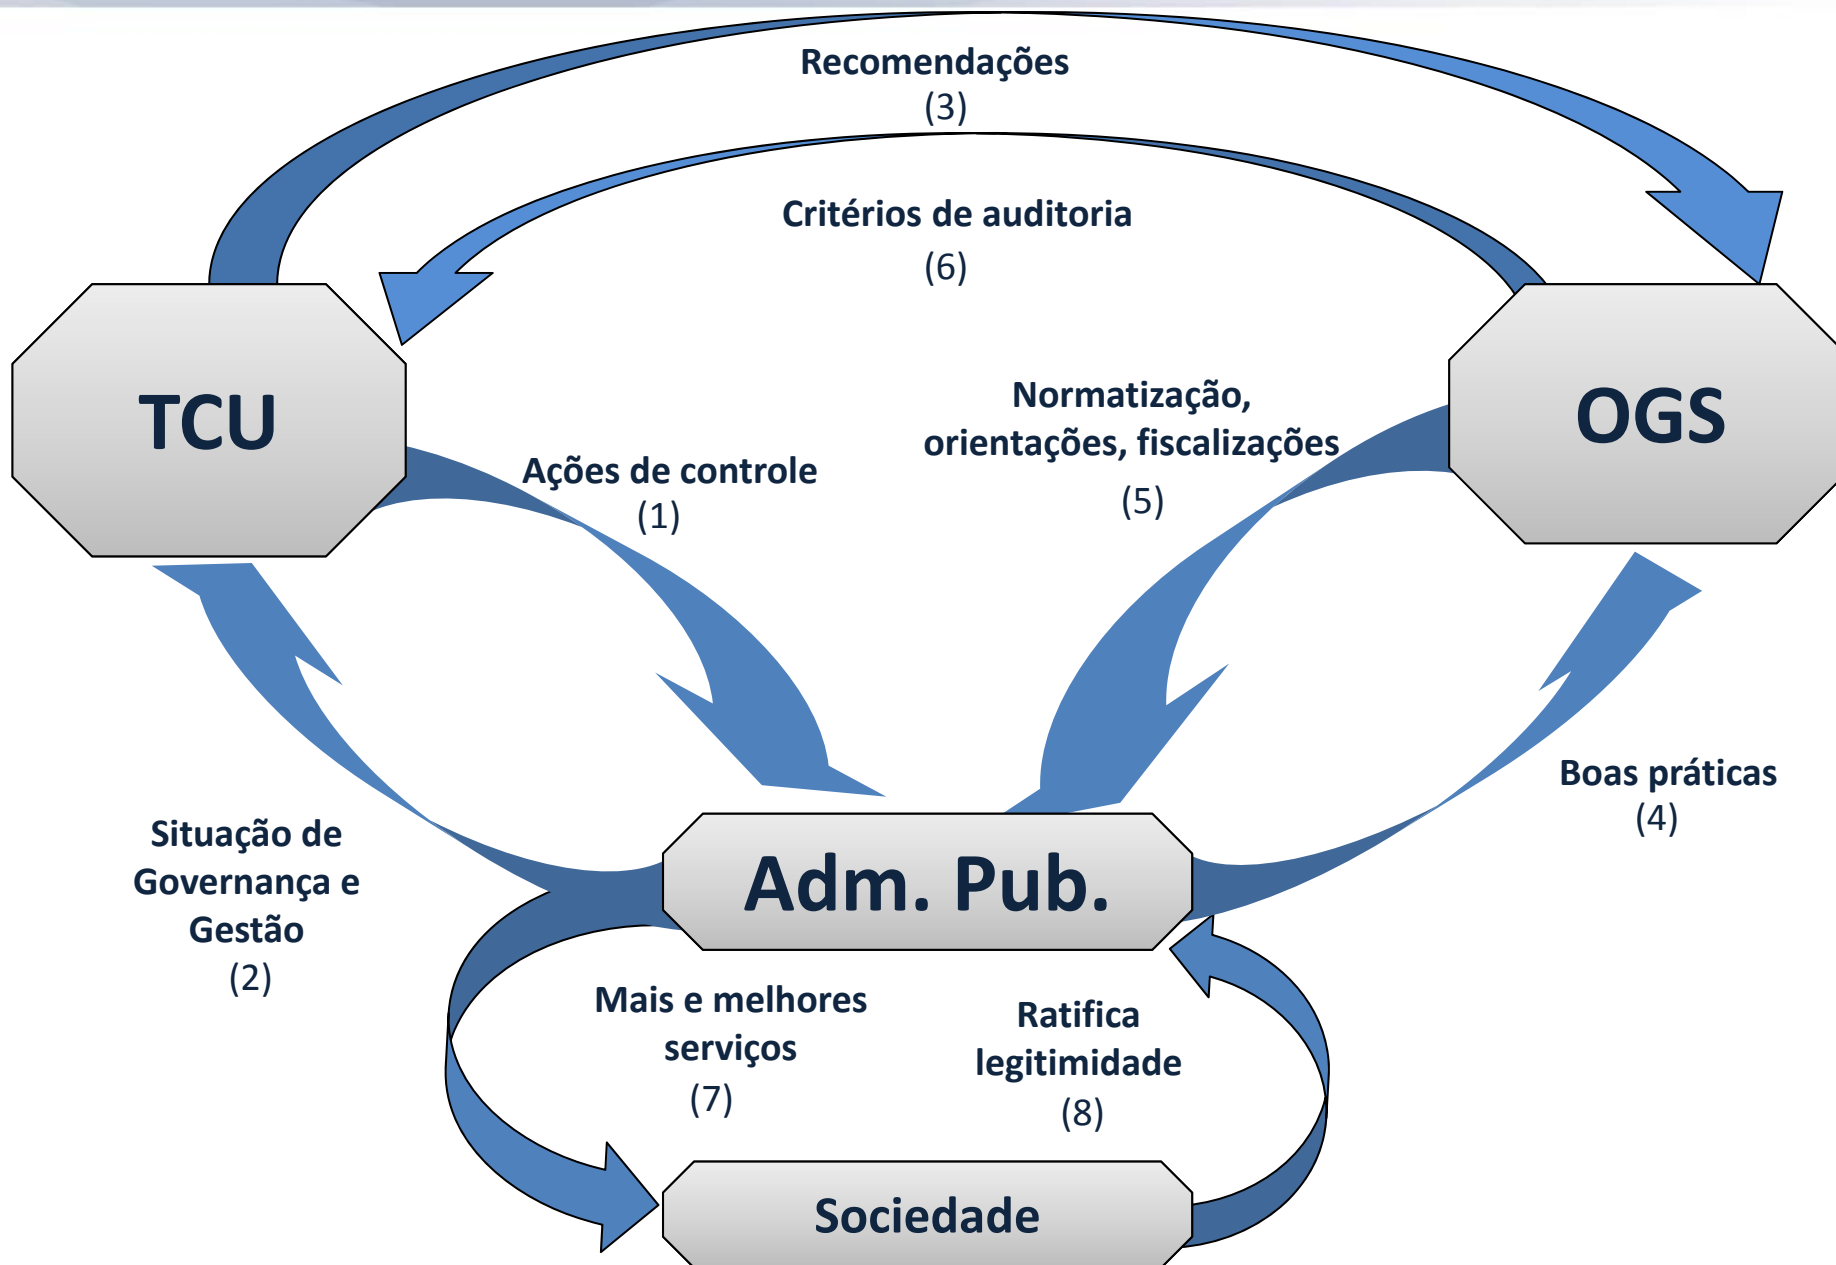 Recomendações
(3)
Critérios de auditoria
(6)
TCU
OGS
Normatização,
orientações, fiscalizações
(5)
Ações de controle
(1)
Boas práticas
(4)
Situação de
Governança e
Gestão
(2)
Adm. Pub.
Mais e melhores
serviços
(7)
Ratifica
legitimidade
(8)
Sociedade